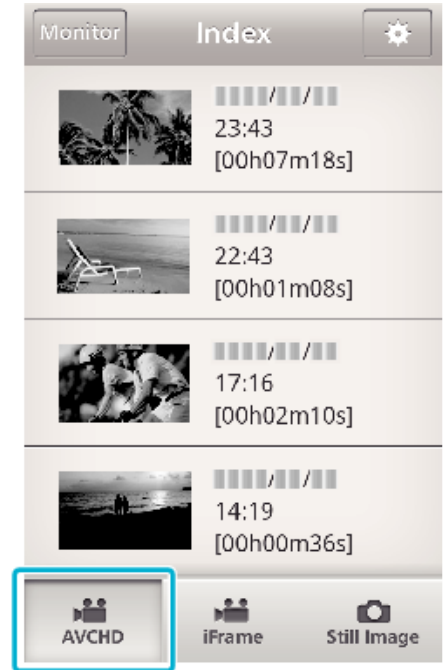 Monitor Index
23:43
[00h07m18s]
22:43
[00h01m08s]
17:16
[00h02m10s]
14:19
[00h00m36s]
AVCHD iFrame Still Image